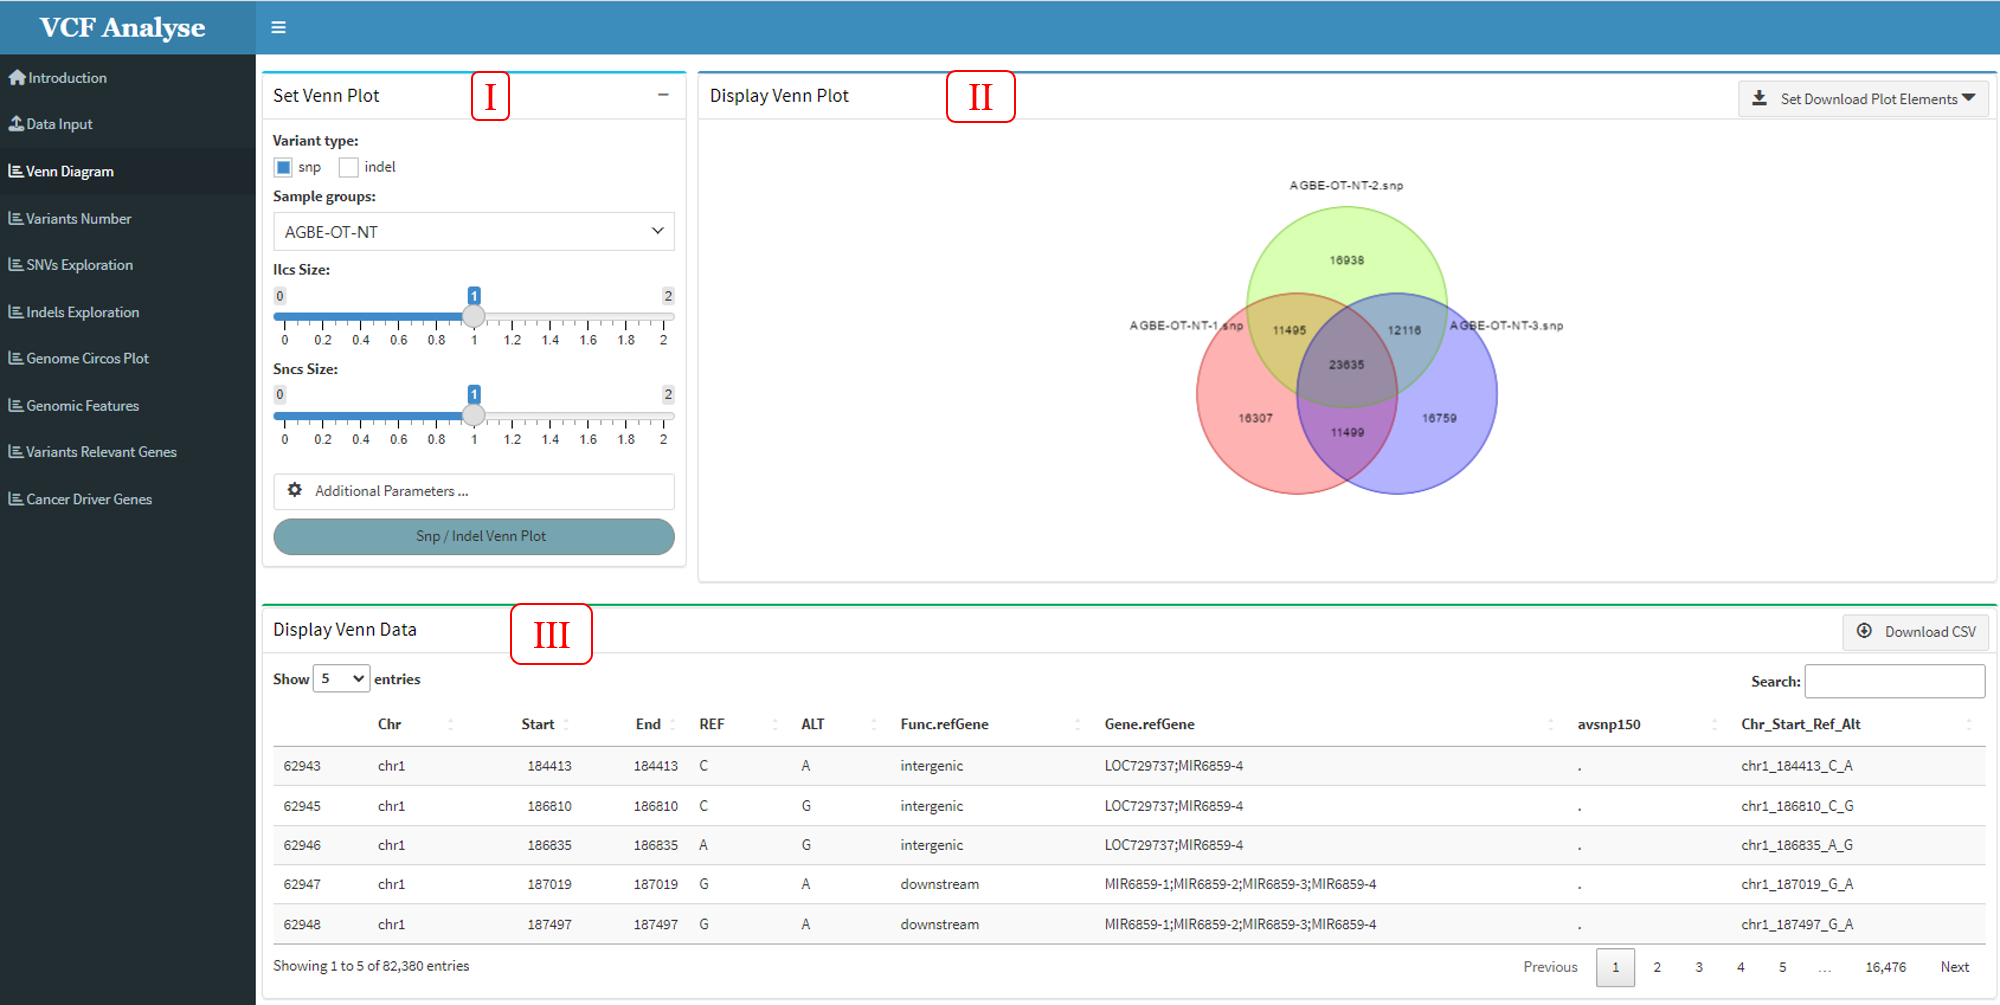 VCF Analyse
Introduction
Data Input
Venn Diagram
Variants Number
SNVs Exploration
Indels Exploration
Genome Circos Plot
Genomic Features
Variants Relevant Genes
Cancer Driver Genes
Set Venn Plot
I
Variant type:
snp indel
Sample groups:
AGBE-OT-NT
Ilcs Size:
0 1 2
0 0.2 0.4 0.6 0.8 1 1.2 1.4 1.6 1.8 2
Sncs Size:
0 1 2
0 0.2 0.4 0.6 0.8 1 1.2 1.4 1.6 1.8 2
Additional Parameters ...
Snp / Indel Venn Plot
Display Venn Plot
II
Set Download Plot Elements
AGBE-OT-NT-2.snp
16938
AGBE-OT-NT-1.snp 11495 12116 AGBE-OT-NT-3.snp
23635
16307 11499 16759
Display Venn Data
III
Download CSV
Show 5 entries
Search:
Chr Start End REF ALT Func.refGene Gene.refGene avsnp150 Chr_Start_Ref_Alt
62943 chr1 184413 184413 C A intergenic LOC729737;MIR6859-4 . chr1_184413_C_A
62945 chr1 186810 186810 C G intergenic LOC729737;MIR6859-4 . chr1_186810_C_G
62946 chr1 186835 186835 A G intergenic LOC729737;MIR6859-4 . chr1_186835_A_G
62947 chr1 187019 187019 G A downstream MIR6859-1;MIR6859-2;MIR6859-3;MIR6859-4 . chr1_187019_G_A
62948 chr1 187497 187497 G A downstream MIR6859-1;MIR6859-2;MIR6859-3;MIR6859-4 . chr1_187497_G_A
Showing 1 to 5 of 82,380 entries
Previous 1 2 3 4 5 ... 16,476 Next